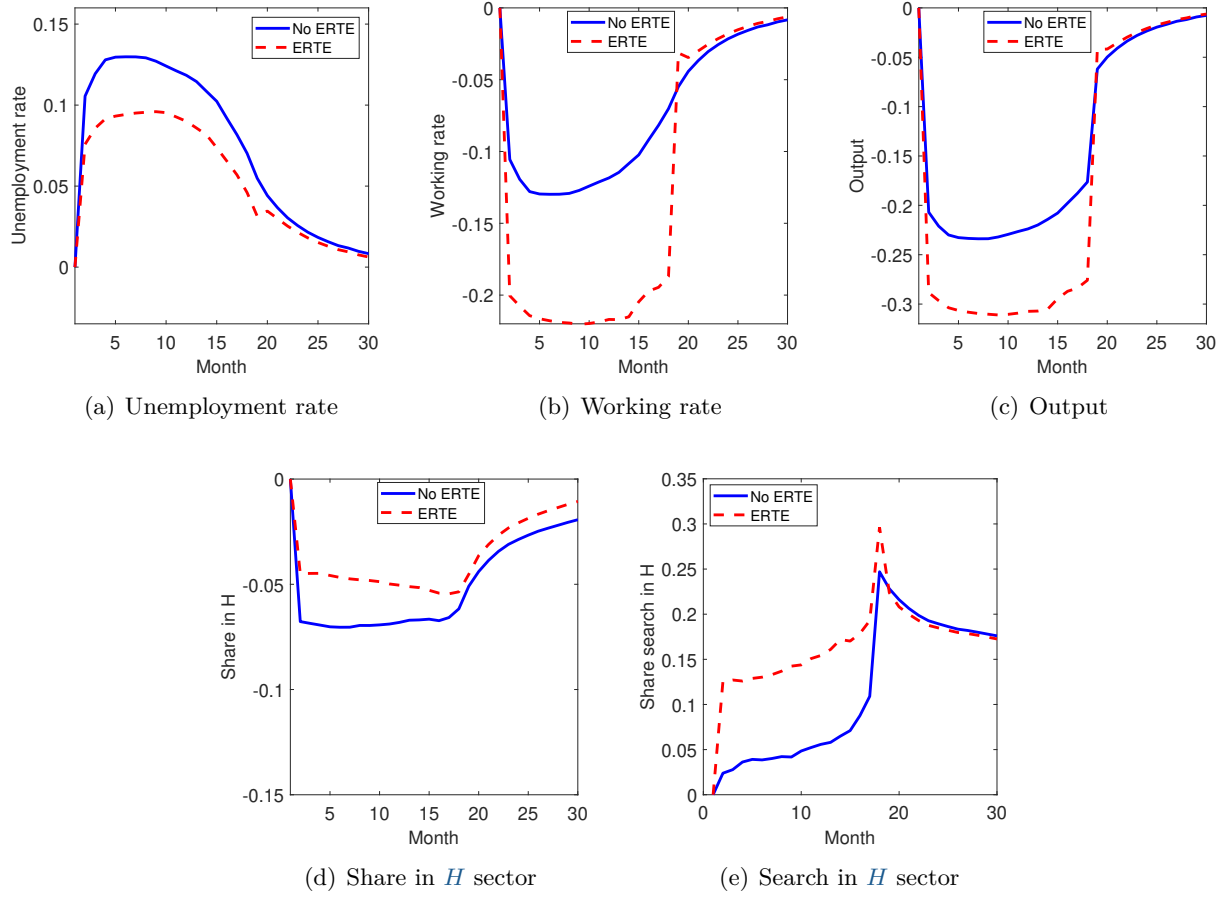 No ERTE
ERTE
Unemployment rate
0.15
0.1
0.05
0
5 10 15 20 25 30
Month
(a) Unemployment rate
No ERTE
ERTE
Working rate
0
-0.05
-0.1
-0.15
-0.2
5 10 15 20 25 30
Month
(b) Working rate
No ERTE
ERTE
Output
0
-0.05
-0.1
-0.15
-0.2
-0.25
-0.3
5 10 15 20 25 30
Month
(c) Output
No ERTE
ERTE
Share in H
0
-0.05
-0.1
-0.15
5 10 15 20 25 30
Month
(d) Share in H sector
No ERTE
ERTE
Share search in H
0.35
0.3
0.25
0.2
0.15
0.1
0.05
0
0 10 20 30
Month
(e) Search in H sector